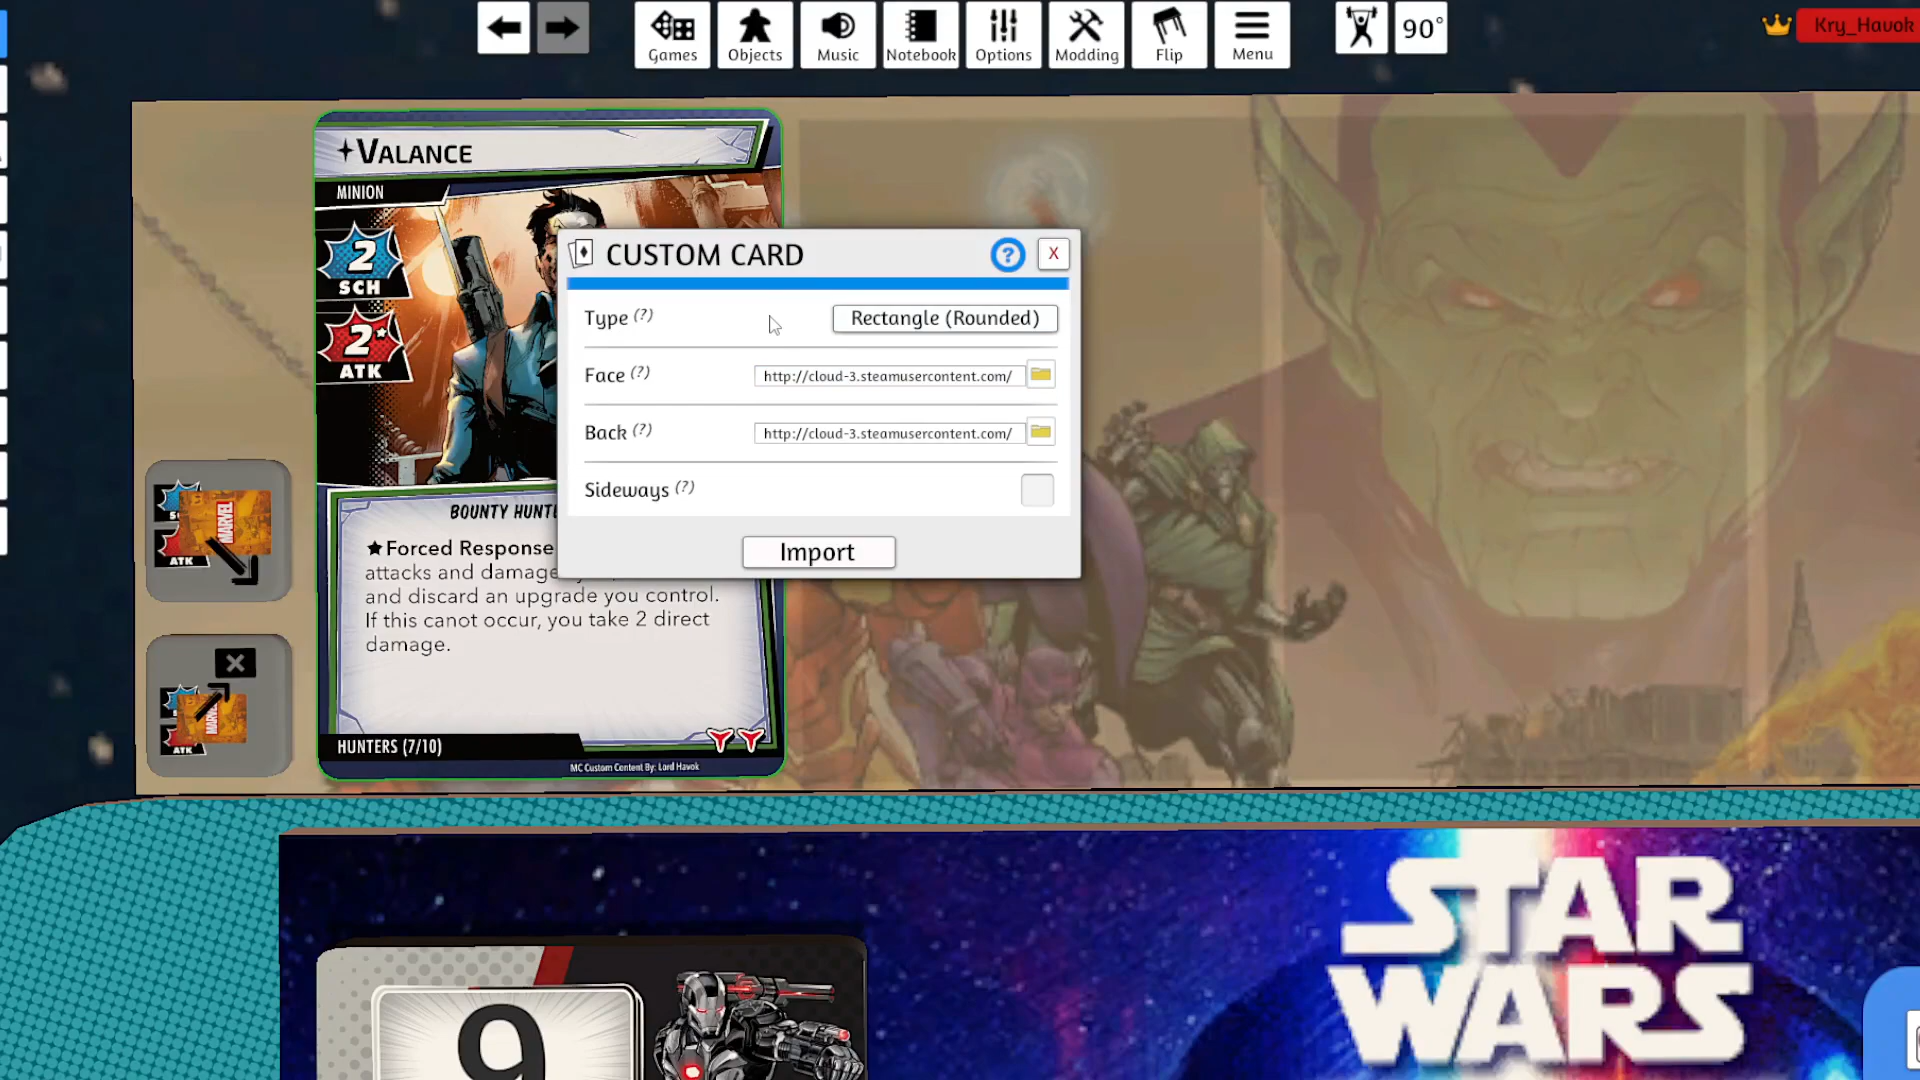 Games
Objects
Music
Notebook
Options
Modding
Flip
Menu
90°
Kry_Havok
VALANCE
MINION
2
SCH
2
ATK
CUSTOM CARD
?
X
Type (?)
Rectangle (Rounded)
Face (?)
http://cloud-3.steamusercontent.com/
Back (?)
http://cloud-3.steamusercontent.com/
Sideways (?)
Import
MARVEL
ATK
ATK
BOUNTY HUNT
Forced Response
attacks and damage
and discard an upgrade you control.
If this canot occur, you take 2 direct
damage.
HUNTERS (7/10)
MC Custom Content By: Lord Havok
STAR
WARS
9